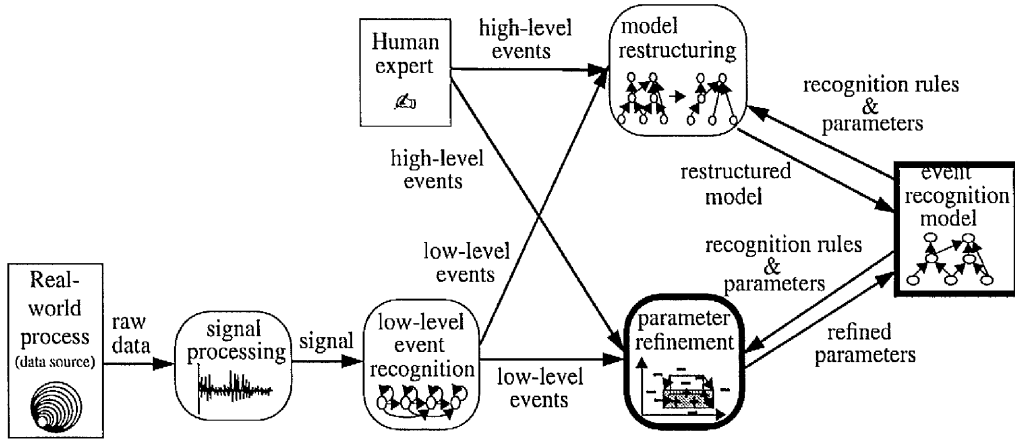 Human
expert
high-level
events
model
restructuring
recognition rules
&
parameters
high-level
events
restructured
model
event
recognition
model
low-level
events
recognition rules
&
parameters
Real-
world
process
(data source)
raw
data
signal
processing
signal
low-level
event
recognition
low-level
events
parameter
refinement
refined
parameters